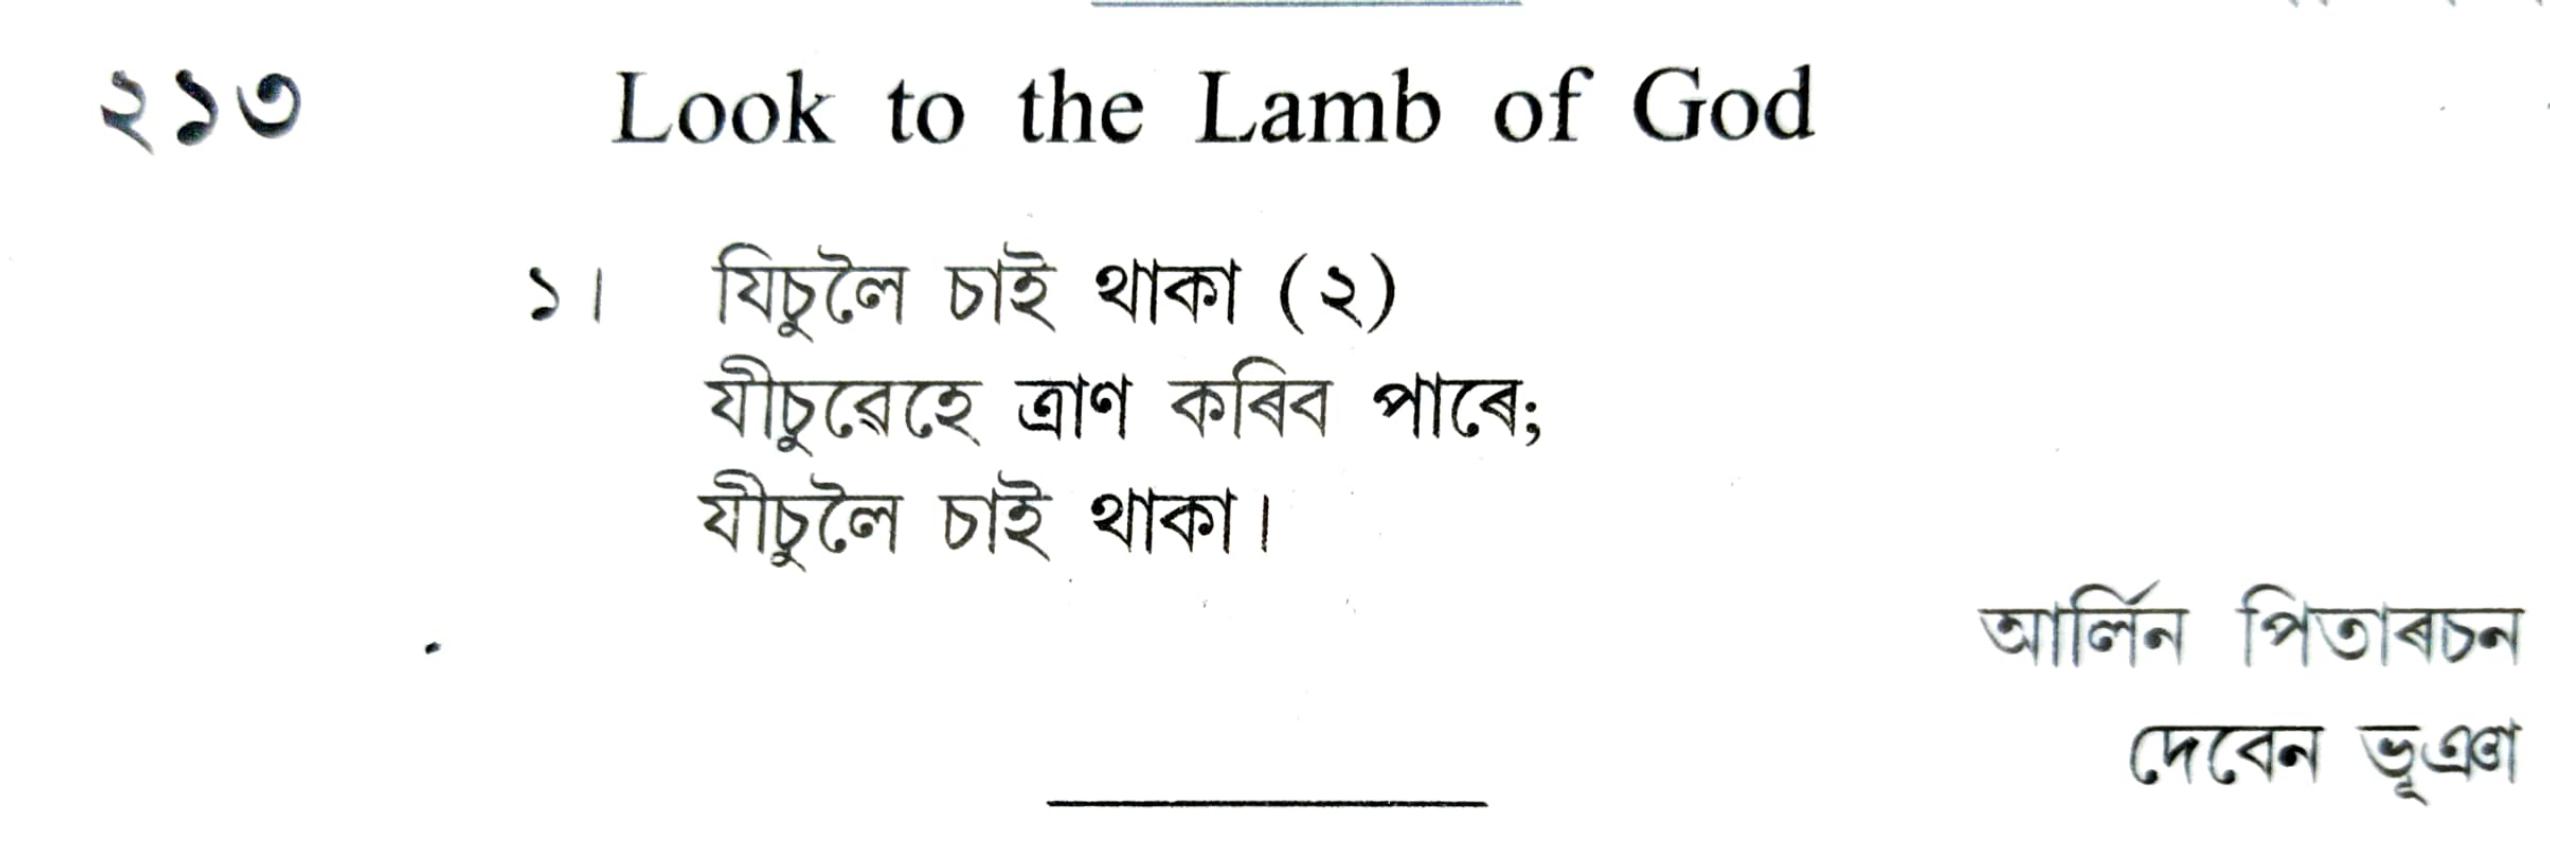 ২১৩ Look to the Lamb of God
১। যিচুলৈ চাই থাকা (২)
যীচুৱেহে ত্ৰাণ কৰিব পাৰে;
যীচুলৈ চাই থাকা।
আৰ্লিন পিতাৰচন
দেবেন ভূঞা